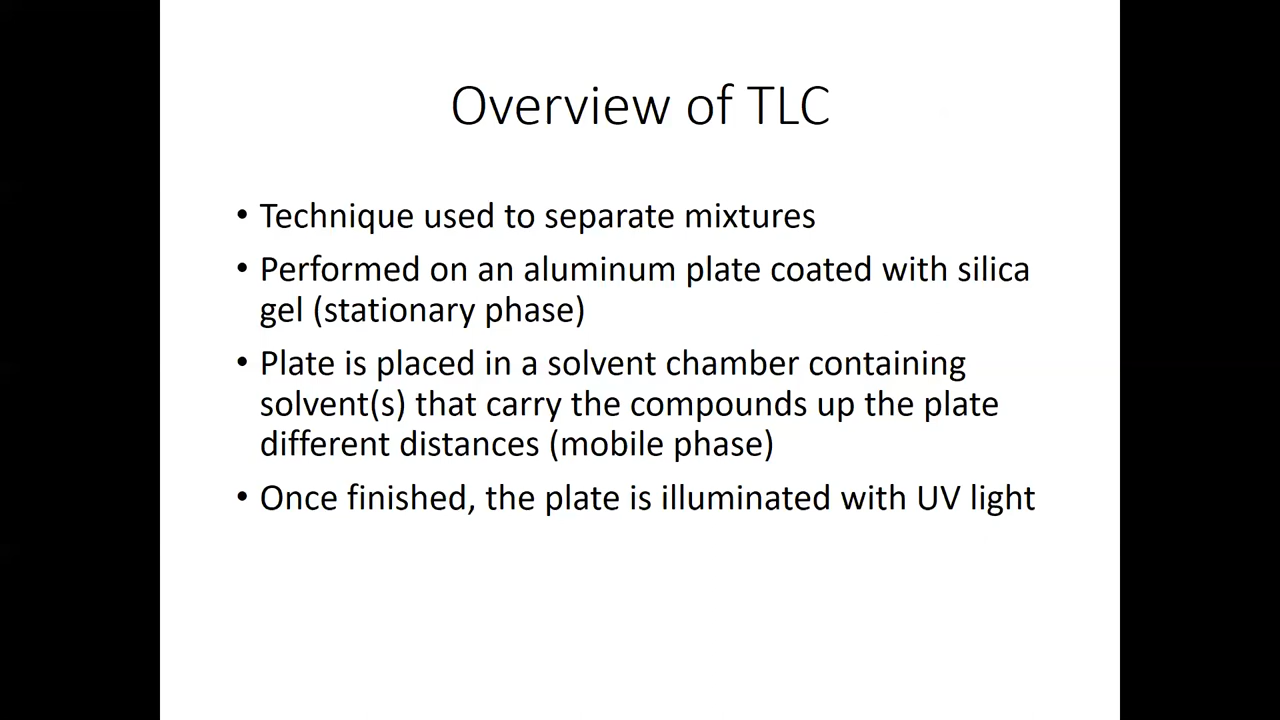 Overview of TLC
• Technique used to separate mixtures
• Performed on an aluminum plate coated with silica
gel (stationary phase)
• Plate is placed in a solvent chamber containing
solvent(s) that carry the compounds up the plate
different distances (mobile phase)
• Once finished, the plate is illuminated with UV light